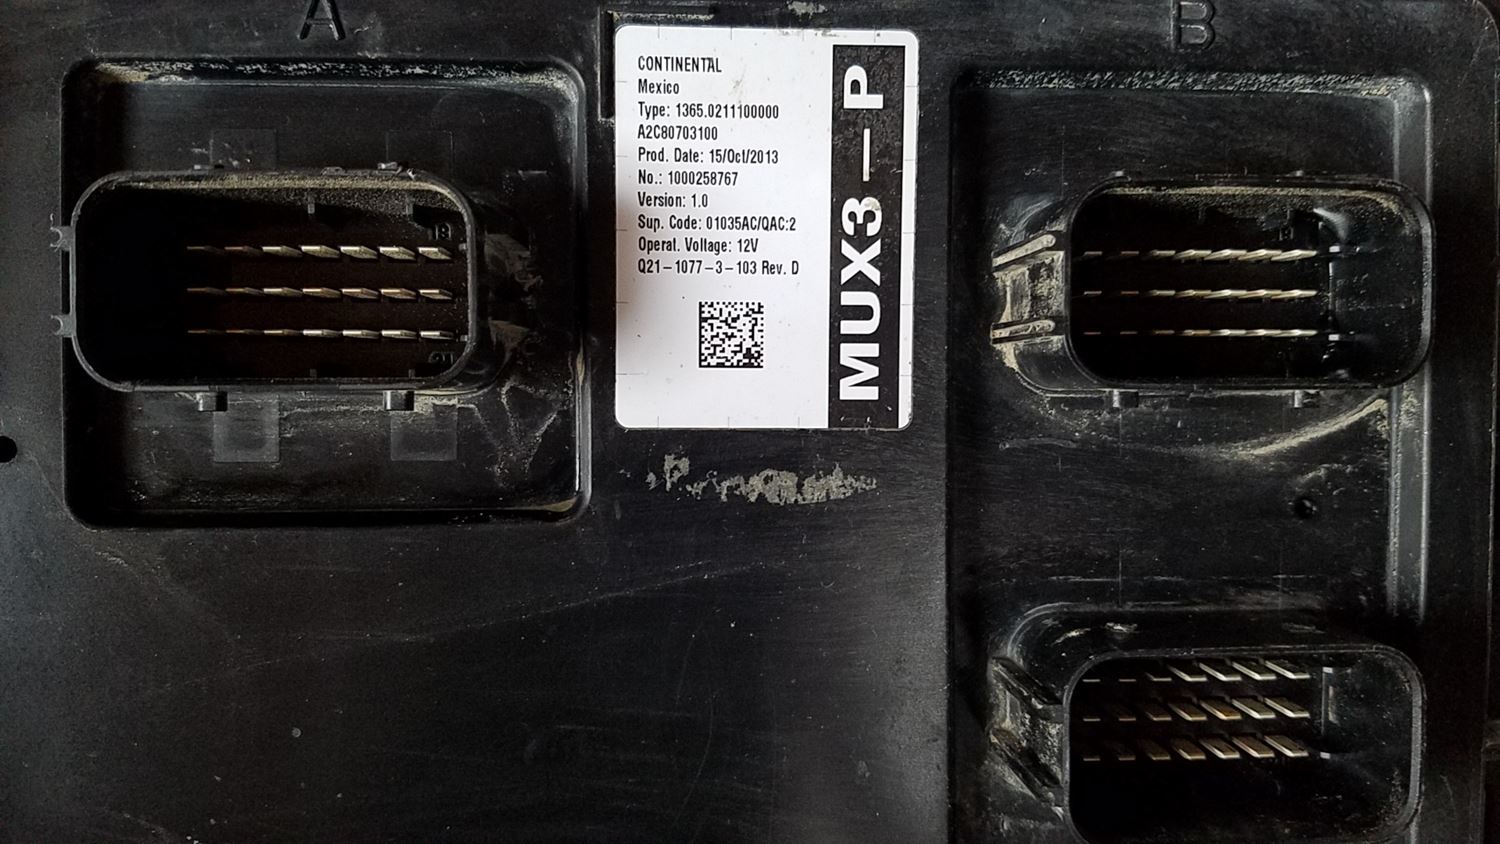 A
B
CONTINENTAL
Mexico
Type: 1365.0211100000
A2C80703100
Prod. Date: 15/Oct/2013
No.: 1000258767
Version: 1.0
Sup. Code: 01035AC/QAC:2
Operat. Voltage: 12V
Q21-1077-3-103 Rev. D
MUX3-P
21